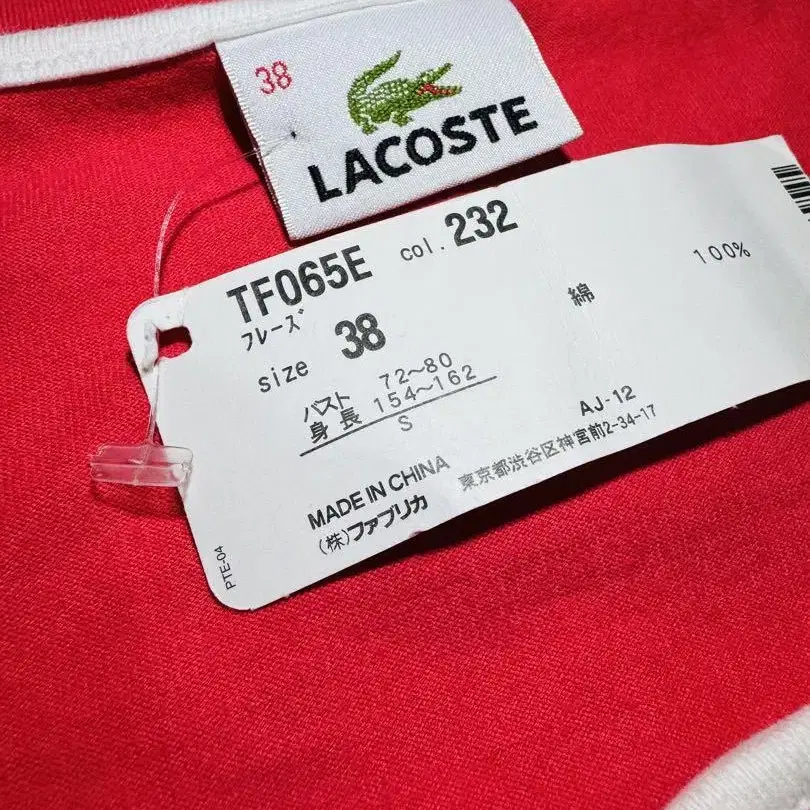 38
LACOSTE
TF065E col. 232
フレーズ
size 38
綿 100%
バスト 72～80
身長 154～162
S
AJ-12
MADE IN CHINA 東京都渋谷区神宮前2-34-17
(株)ファブリカ
PTE-04